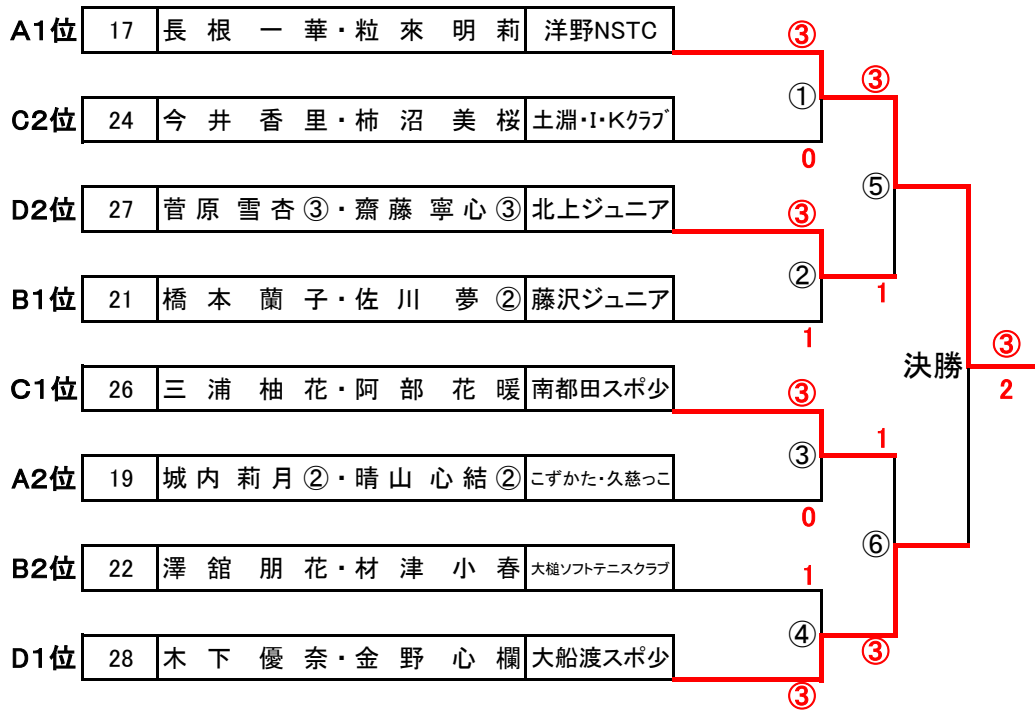 A1位 17 長根一華・粒來明莉 洋野NSTC
③
③
①
C2位 24 今井香里・柿沼美桜 土淵・I・Kクラブ
0
⑤
D2位 27 菅原雪杏③・齋藤寧心③ 北上ジュニア
③
②
1
B1位 21 橋本蘭子・佐川夢② 藤沢ジュニア
1
決勝
③
2
C1位 26 三浦柚花・阿部花暖 南都田スポ少
③
1
③
A2位 19 城内莉月②・晴山心結② こずかた・久慈っこ
0
⑥
B2位 22 澤舘朋花・材津小春 大槌ソフトテニスクラブ
1
④
③
D1位 28 木下優奈・金野心欄 大船渡スポ少
③